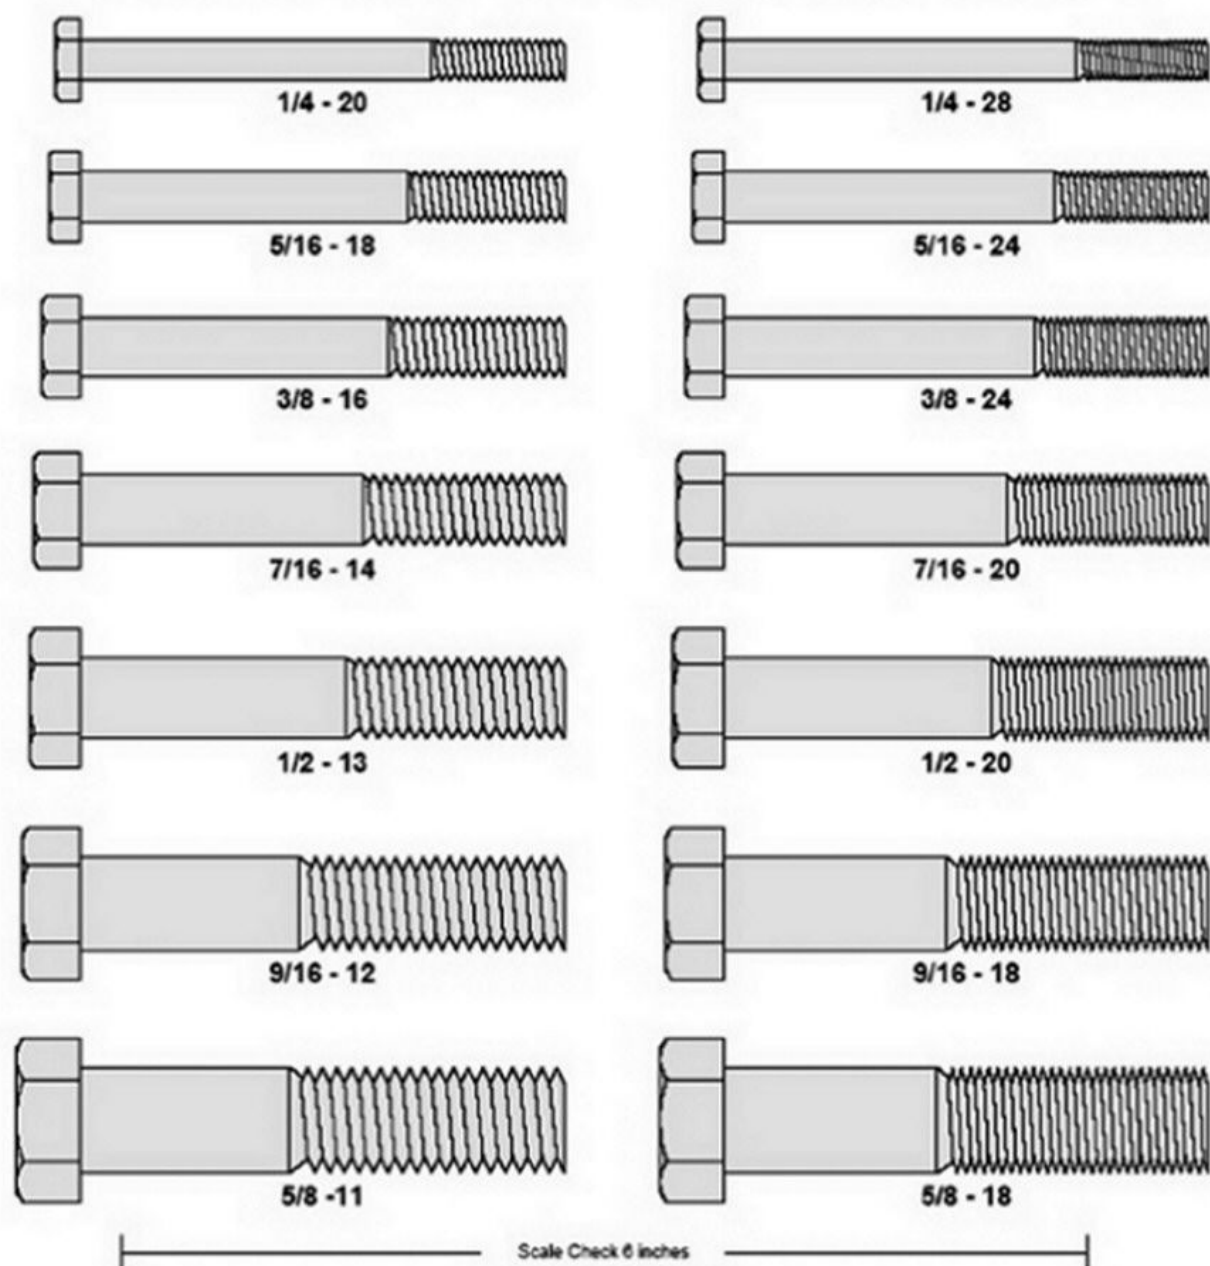 1/4 - 20
1/4 - 28
5/16 - 18
5/16 - 24
3/8 - 16
3/8 - 24
7/16 - 14
7/16 - 20
1/2 - 13
1/2 - 20
9/16 - 12
9/16 - 18
5/8 -11
5/8 - 18
Scale Check 6 inches